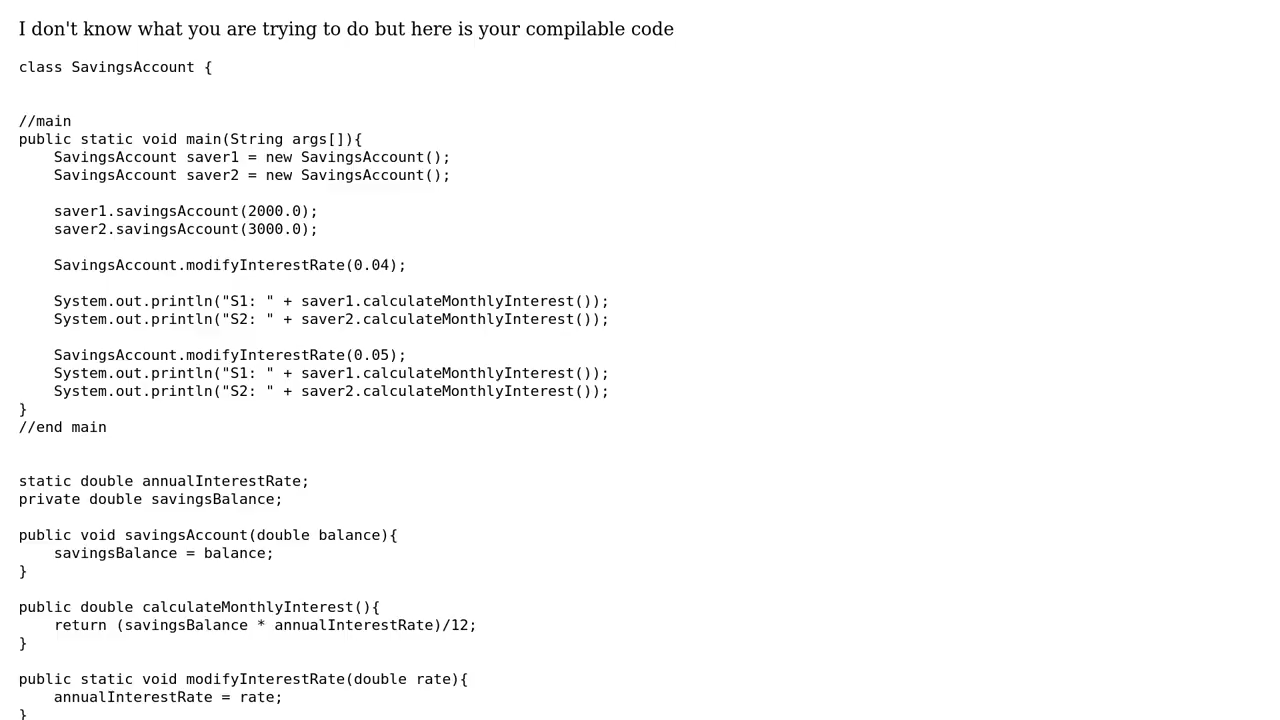 I don't know what you are trying to do but here is your compilable code
class SavingsAccount {
//main
public static void main(String args[]){
    SavingsAccount saver1 = new SavingsAccount();
    SavingsAccount saver2 = new SavingsAccount();
    saver1.savingsAccount(2000.0);
    saver2.savingsAccount(3000.0);
    SavingsAccount.modifyInterestRate(0.04);
    System.out.println("S1: " + saver1.calculateMonthlyInterest());
    System.out.println("S2: " + saver2.calculateMonthlyInterest());
    SavingsAccount.modifyInterestRate(0.05);
    System.out.println("S1: " + saver1.calculateMonthlyInterest());
    System.out.println("S2: " + saver2.calculateMonthlyInterest());
}
//end main
static double annualInterestRate;
private double savingsBalance;
public void savingsAccount(double balance){
    savingsBalance = balance;
}
public double calculateMonthlyInterest(){
    return (savingsBalance * annualInterestRate)/12;
}
public static void modifyInterestRate(double rate){
    annualInterestRate = rate;
}